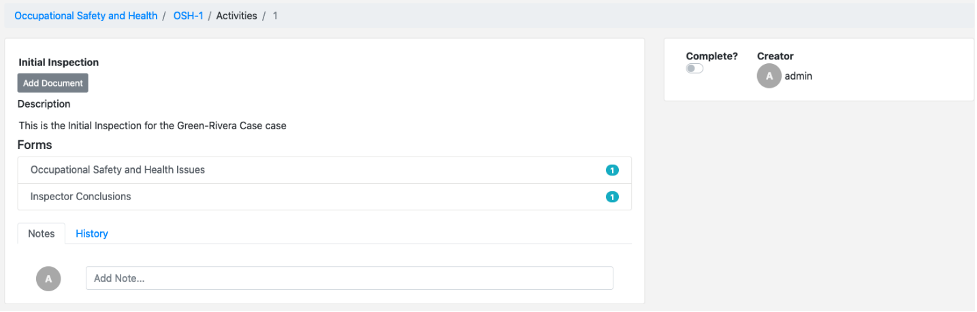 Occupational Safety and Health / OSH-1 / Activities / 1
Initial Inspection
Add Document
Description
This is the Initial Inspection for the Green-Rivera Case case
Forms
Occupational Safety and Health Issues 1
Inspector Conclusions 1
Notes History
A Add Note...
Complete? Creator
A admin